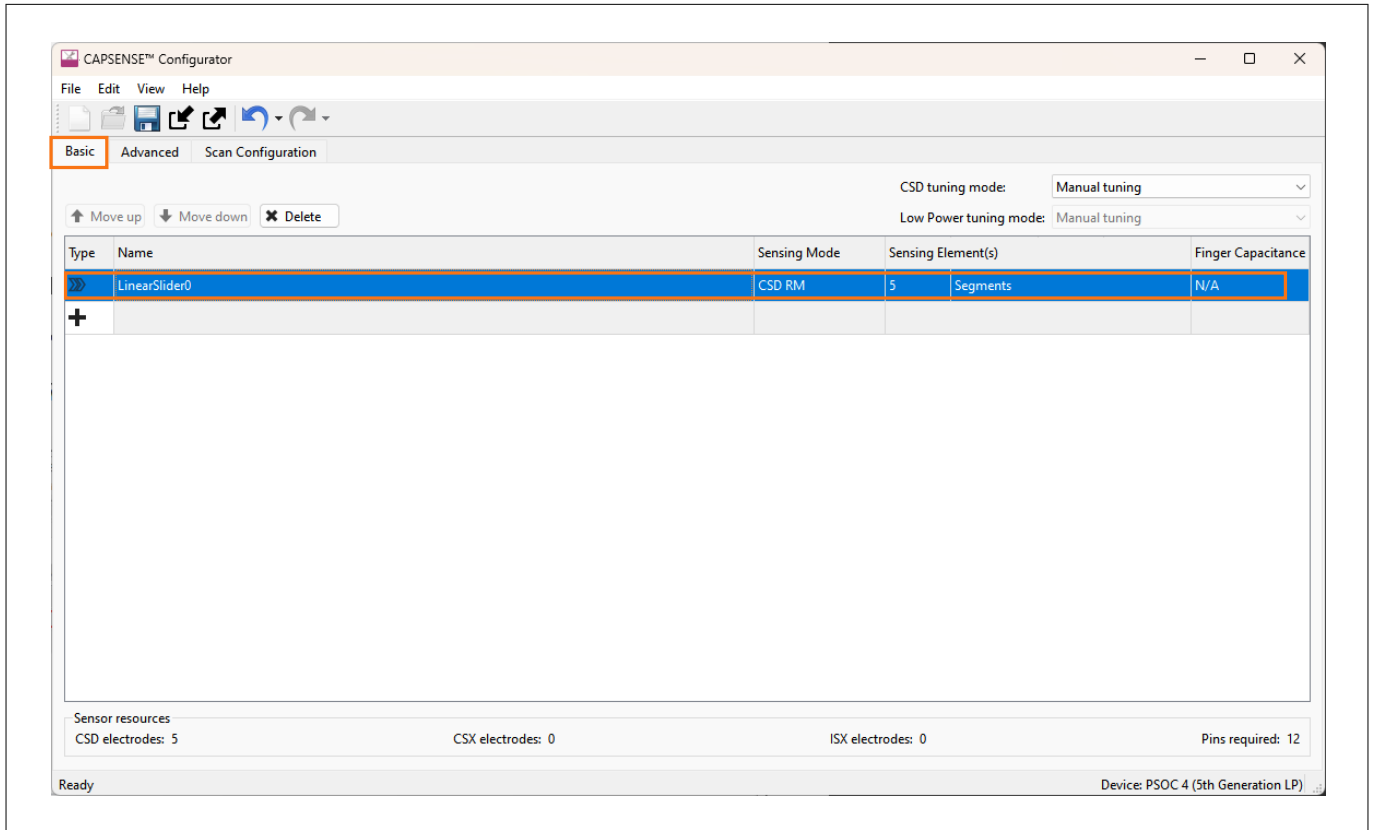 CAPSENSE™ Configurator
File Edit View Help
Basic Advanced Scan Configuration
CSD tuning mode: Manual tuning
Move up Move down Delete Low Power tuning mode: Manual tuning
Type Name Sensing Mode Sensing Element(s) Finger Capacitance
LinearSlider0 CSD RM 5 Segments N/A
Sensor resources
CSD electrodes: 5 CSX electrodes: 0 ISX electrodes: 0 Pins required: 12
Ready Device: PSOC 4 (5th Generation LP)